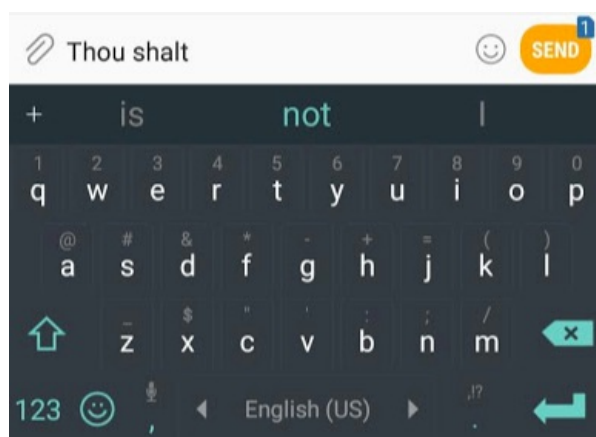 Thou shalt SEND 1
+ is not I
1 2 3 4 5 6 7 8 9 0
q w e r t y u i o p
@ # & * - + = ( )
a s d f g h j k l
_ $ " ' : ; /
z x c v b n m
123 , English (US) ,!? .